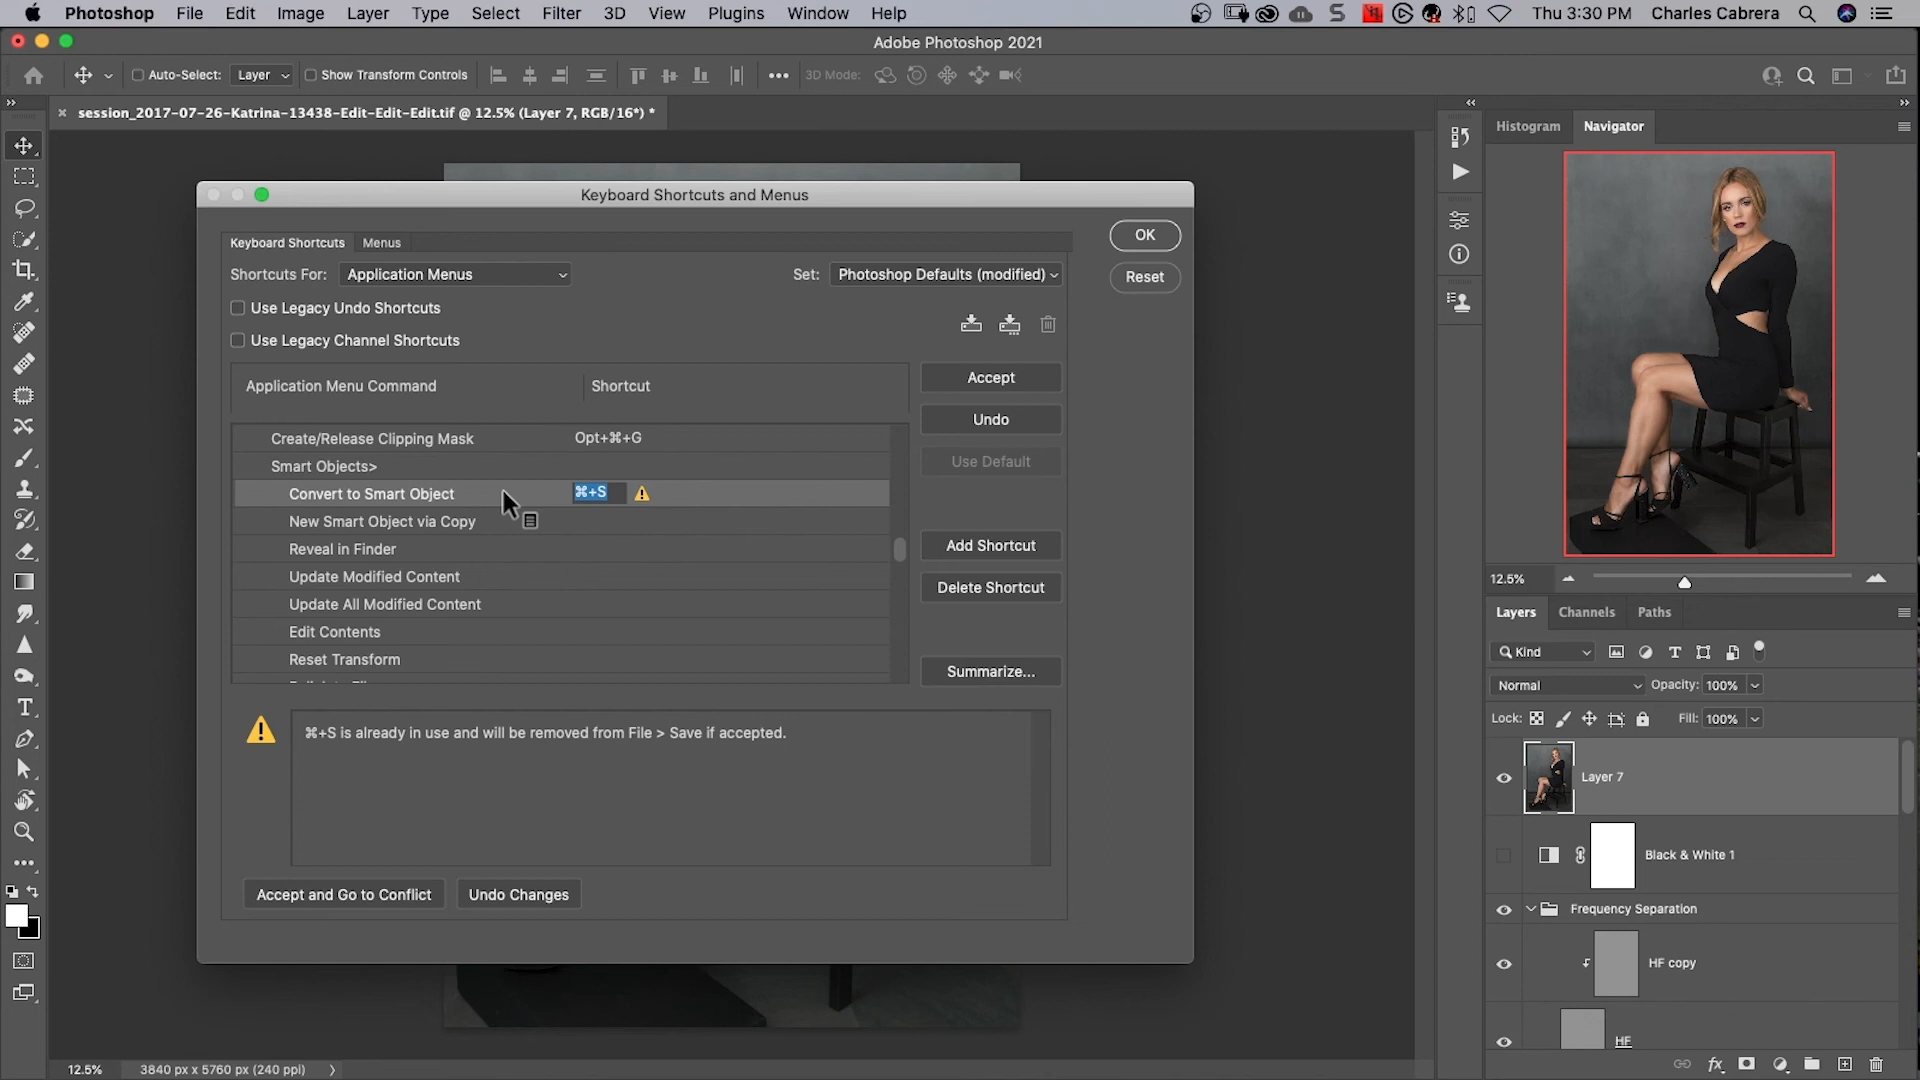 Photoshop File Edit Image Layer Type Select Filter 3D View Plugins Window Help Thu 3:30 PM Charles Cabrera
Adobe Photoshop 2021
Auto-Select: Layer Show Transform Controls 3D Mode:
session_2017-07-26-Katrina-13438-Edit-Edit-Edit.tif @ 12.5% (Layer 7, RGB/16*) *
Histogram Navigator
Keyboard Shortcuts and Menus
Keyboard Shortcuts Menus
OK
Shortcuts For: Application Menus Set: Photoshop Defaults (modified)
Reset
Use Legacy Undo Shortcuts
Use Legacy Channel Shortcuts
Application Menu Command Shortcut
Accept
Undo
Use Default
Create/Release Clipping Mask Opt+⌘+G
Smart Objects>
Convert to Smart Object ⌘+S
New Smart Object via Copy
Reveal in Finder
Update Modified Content
Update All Modified Content
Edit Contents
Reset Transform
Add Shortcut
Delete Shortcut
Summarize...
⌘+S is already in use and will be removed from File > Save if accepted.
Accept and Go to Conflict Undo Changes
12.5%
Layers Channels Paths
Kind
Normal Opacity: 100%
Lock: Fill: 100%
Layer 7
Black & White 1
Frequency Separation
HF copy
HF
12.5% 3840 px x 5760 px (240 ppi)